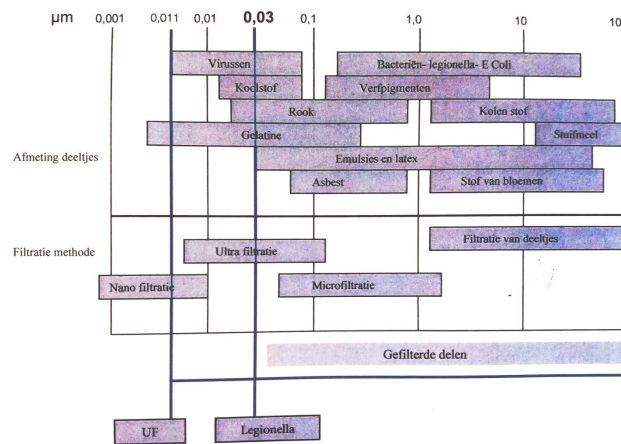 µm 0,001 0,011 0,01 0,03 0,1 1,0 10 10
Virussen Bacteriën- legionella- E Coli
Koolstof Verfpigmenten
Rook Kolen stof
Gelatine Stuifmeel
Afmeting deeltjes Emulsies en latex
Asbest Stof van bloemen
Filtratie methode Ultra filtratie Filtratie van deeltjes
Nano filtratie Microfiltratie
Gefilterde delen
UF Legionella